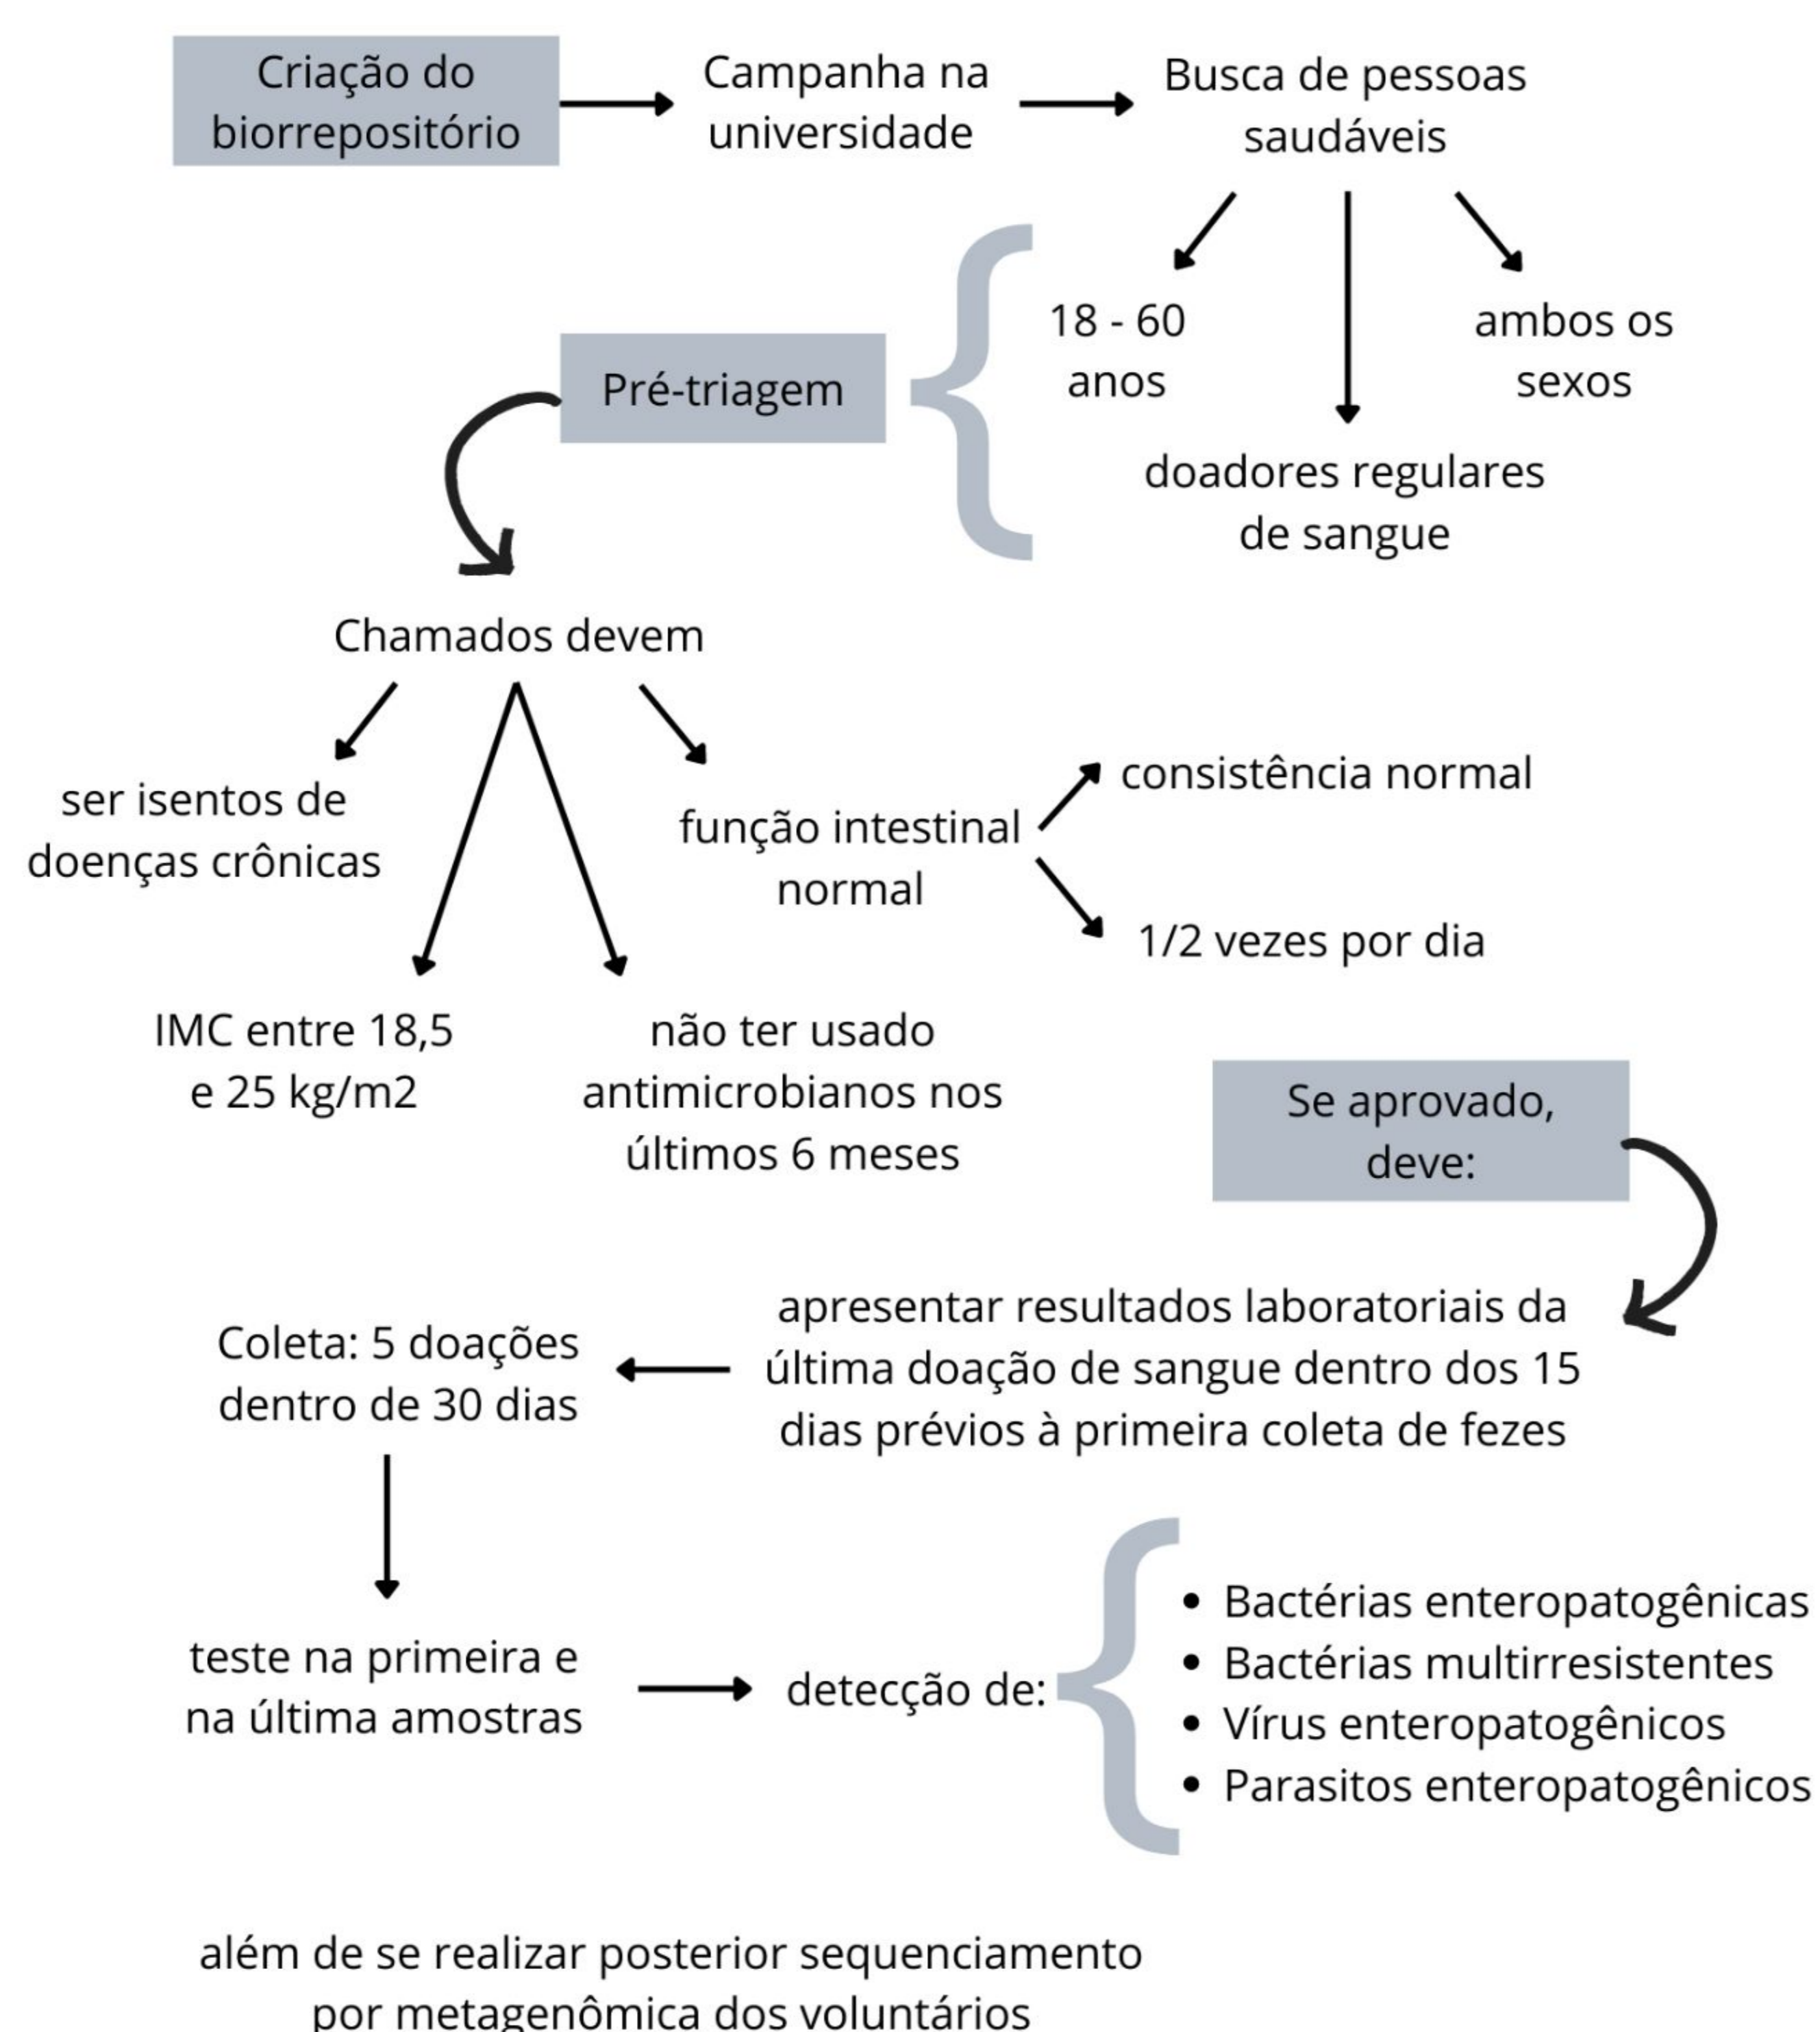 Criação do
biorrepositório
Campanha na
universidade
Busca de pessoas
saudáveis
18 - 60
anos
ambos os
sexos
doadores regulares
de sangue
Pré-triagem
Chamados devem
ser isentos de
doenças crônicas
IMC entre 18,5
e 25 kg/m2
não ter usado
antimicrobianos nos
últimos 6 meses
função intestinal
normal
consistência normal
1/2 vezes por dia
Se aprovado,
deve:
apresentar resultados laboratoriais da
última doação de sangue dentro dos 15
dias prévios à primeira coleta de fezes
Coleta: 5 doações
dentro de 30 dias
teste na primeira e
na última amostras
detecção de:
• Bactérias enteropatogênicas
• Bactérias multirresistentes
• Vírus enteropatogênicos
• Parasitos enteropatogênicos
além de se realizar posterior sequenciamento
por metagenômica dos voluntários